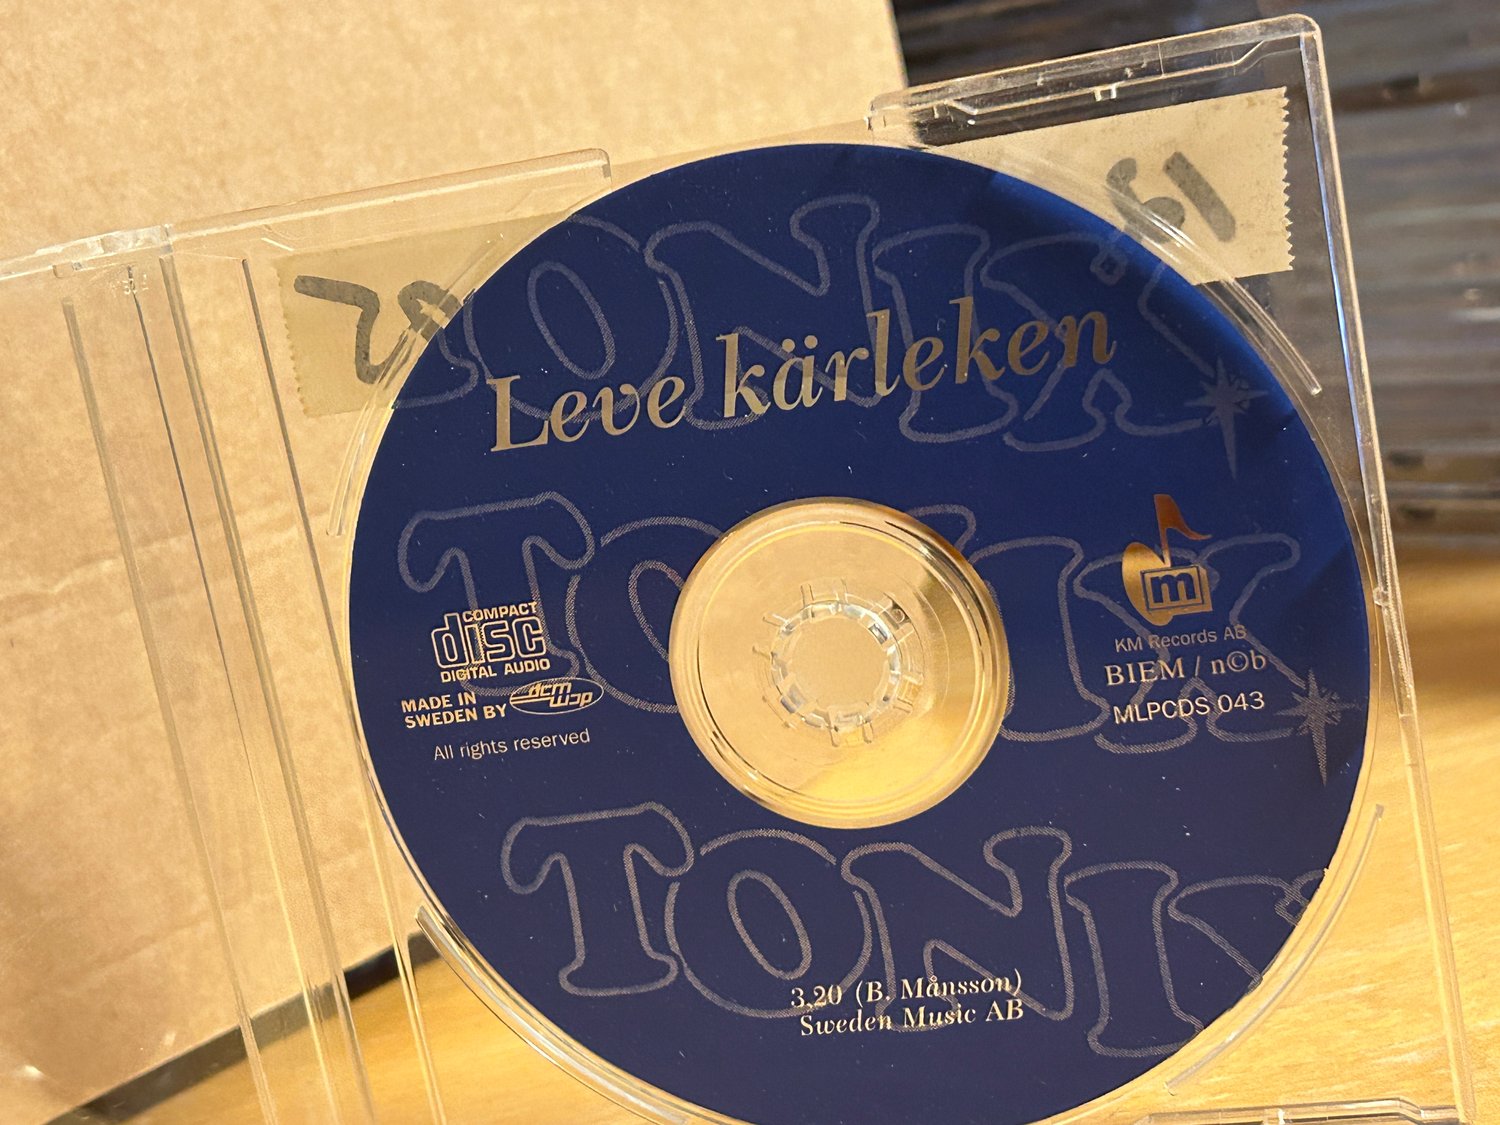 TONIX
Leve kärleken
TONIX
COMPACT
disc
DIGITAL AUDIO
MADE IN
SWEDEN BY dcm
All rights reserved
m
KM Records AB
BIEM / n©b
MLPCDS 043
TONIX
3,20 (B. Månsson)
Sweden Music AB